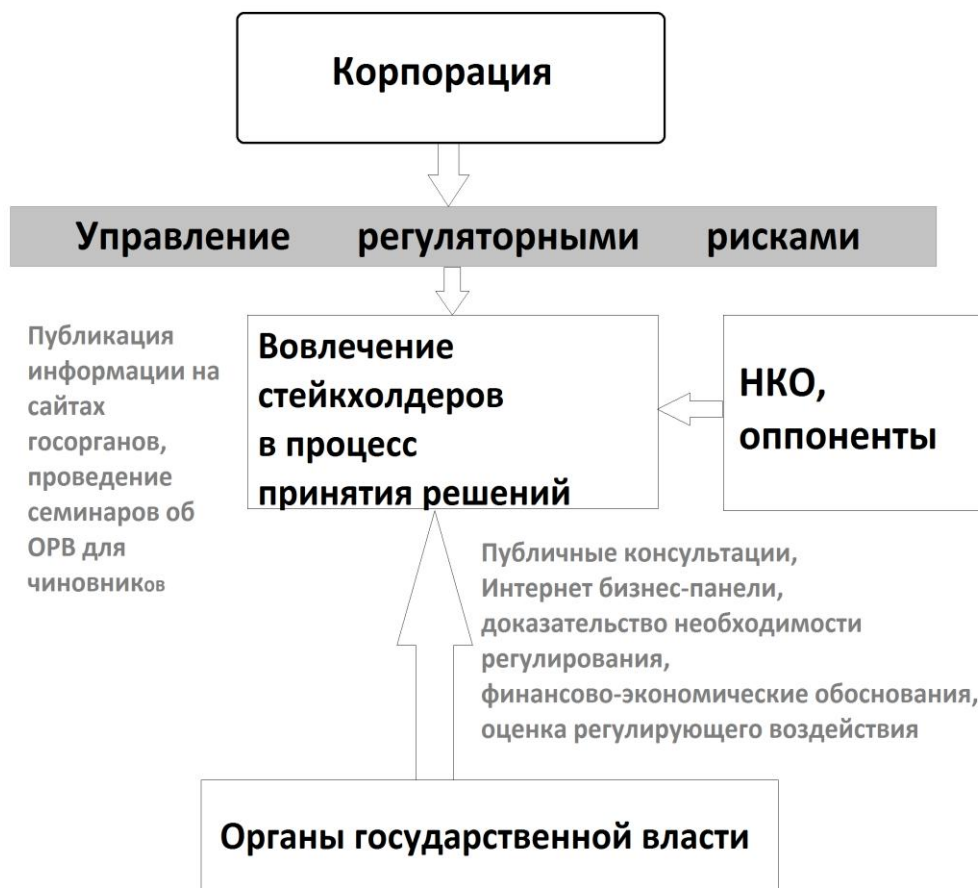 Корпорация
Управление регуляторными рисками
Публикация
информации на
сайтах
госорганов,
проведение
семинаров об
ОРВ для
чиновников
Вовлечение
стейкхолдеров
в процесс
принятия решений
НКО,
оппоненты
Публичные консультации,
Интернет бизнес-панели,
доказательство необходимости
регулирования,
финансово-экономические обоснования,
оценка регулирующего воздействия
Органы государственной власти